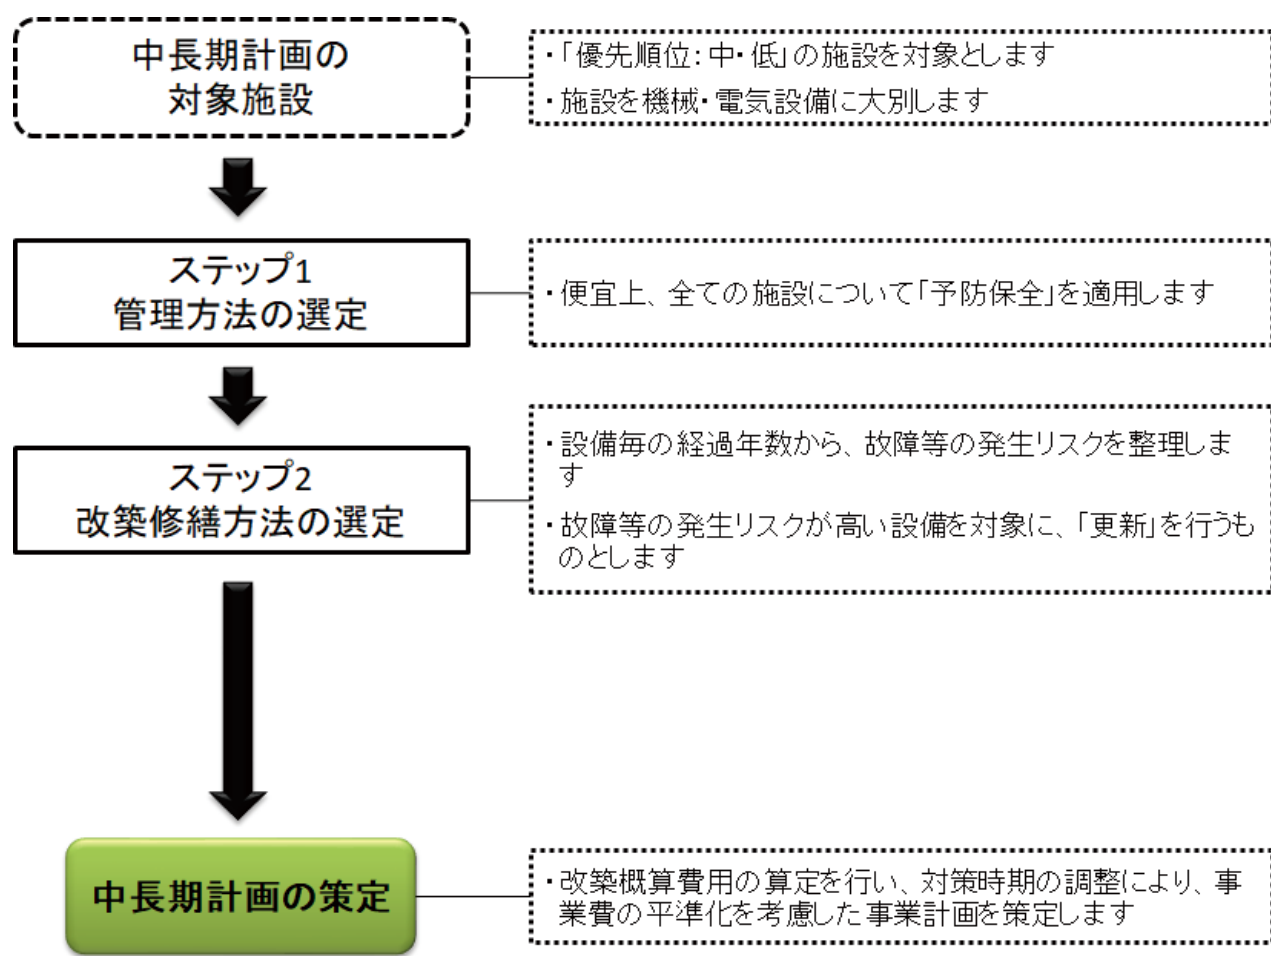 中長期計画の
対象施設
・「優先順位：中・低」の施設を対象とします
・施設を機械・電気設備に大別します
ステップ1
管理方法の選定
・便宜上、全ての施設について「予防保全」を適用します
ステップ2
改築修繕方法の選定
・設備毎の経過年数から、故障等の発生リスクを整理しま
す
・故障等の発生リスクが高い設備を対象に、「更新」を行うも
のとします
中長期計画の策定
・改築概算費用の算定を行い、対策時期の調整により、事
業費の平準化を考慮した事業計画を策定します